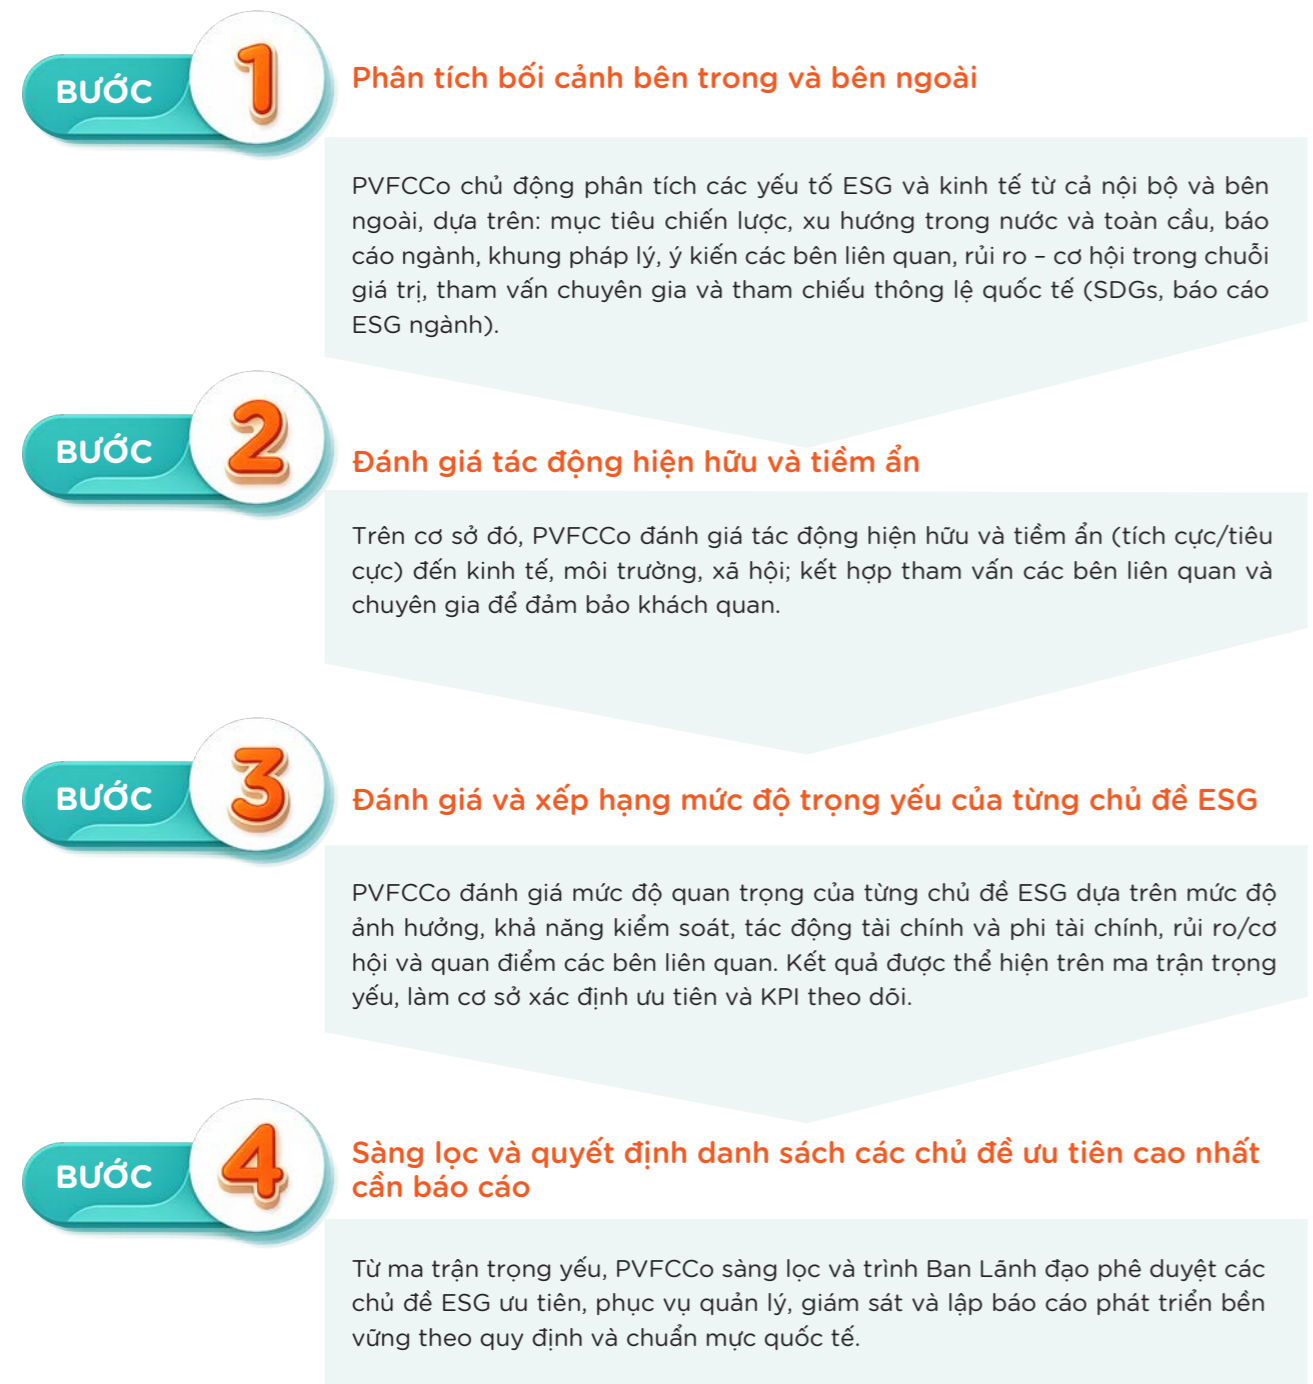 BƯỚC 1
Phân tích bối cảnh bên trong và bên ngoài
PVFCCo chủ động phân tích các yếu tố ESG và kinh tế từ cả nội bộ và bên
ngoài, dựa trên: mục tiêu chiến lược, xu hướng trong nước và toàn cầu, báo
cáo ngành, khung pháp lý, ý kiến các bên liên quan, rủi ro – cơ hội trong chuỗi
giá trị, tham vấn chuyên gia và tham chiếu thông lệ quốc tế (SDGs, báo cáo
ESG ngành).
BƯỚC 2
Đánh giá tác động hiện hữu và tiềm ẩn
Trên cơ sở đó, PVFCCo đánh giá tác động hiện hữu và tiềm ẩn (tích cực/tiêu
cực) đến kinh tế, môi trường, xã hội; kết hợp tham vấn các bên liên quan và
chuyên gia để đảm bảo khách quan.
BƯỚC 3
Đánh giá và xếp hạng mức độ trọng yếu của từng chủ đề ESG
PVFCCo đánh giá mức độ quan trọng của từng chủ đề ESG dựa trên mức độ
ảnh hưởng, khả năng kiểm soát, tác động tài chính và phi tài chính, rủi ro/cơ
hội và quan điểm các bên liên quan. Kết quả được thể hiện trên ma trận trọng
yếu, làm cơ sở xác định ưu tiên và KPI theo dõi.
BƯỚC 4
Sàng lọc và quyết định danh sách các chủ đề ưu tiên cao nhất
cần báo cáo
Từ ma trận trọng yếu, PVFCCo sàng lọc và trình Ban Lãnh đạo phê duyệt các
chủ đề ESG ưu tiên, phục vụ quản lý, giám sát và lập báo cáo phát triển bền
vững theo quy định và chuẩn mực quốc tế.